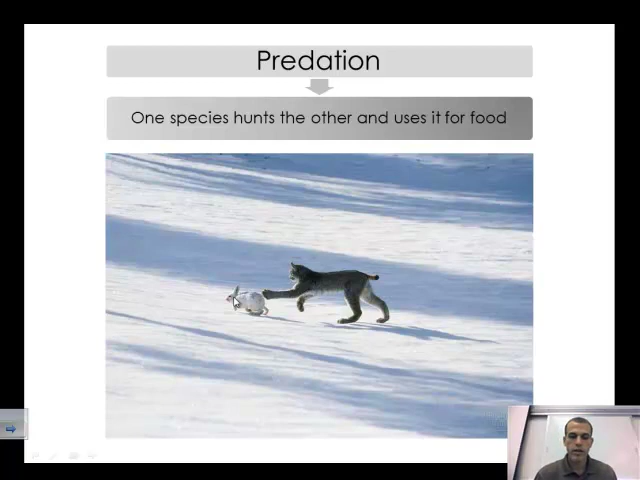 Predation
One species hunts the other and uses it for food